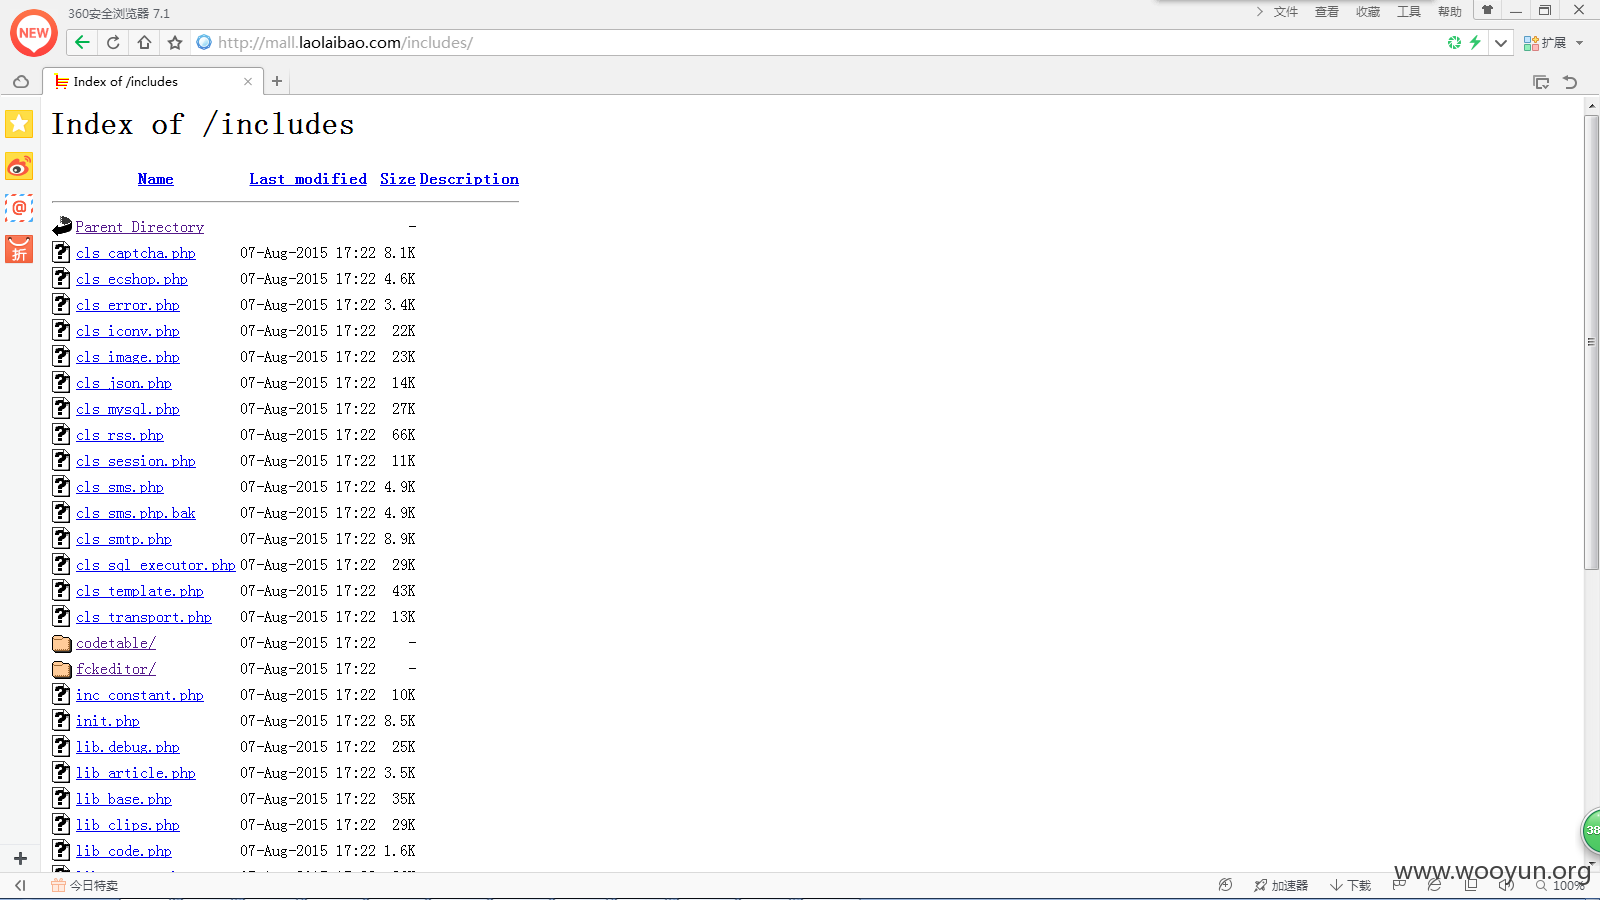 360安全浏览器 7.1
文件 查看 收藏 工具 帮助
NEW
http://mall.laolaibao.com/includes/
扩展
Index of /includes
Index of /includes
Name Last modified Size Description
Parent Directory -
cls_captcha.php 07-Aug-2015 17:22 8.1K
cls_ecshop.php 07-Aug-2015 17:22 4.6K
cls_error.php 07-Aug-2015 17:22 3.4K
cls_iconv.php 07-Aug-2015 17:22 22K
cls_image.php 07-Aug-2015 17:22 23K
cls_json.php 07-Aug-2015 17:22 14K
cls_mysql.php 07-Aug-2015 17:22 27K
cls_rss.php 07-Aug-2015 17:22 66K
cls_session.php 07-Aug-2015 17:22 11K
cls_sms.php 07-Aug-2015 17:22 4.9K
cls_sms.php.bak 07-Aug-2015 17:22 4.9K
cls_smtp.php 07-Aug-2015 17:22 8.9K
cls_sql_executor.php 07-Aug-2015 17:22 29K
cls_template.php 07-Aug-2015 17:22 43K
cls_transport.php 07-Aug-2015 17:22 13K
codetable/ 07-Aug-2015 17:22 -
fckeditor/ 07-Aug-2015 17:22 -
inc_constant.php 07-Aug-2015 17:22 10K
init.php 07-Aug-2015 17:22 8.5K
lib.debug.php 07-Aug-2015 17:22 25K
lib_article.php 07-Aug-2015 17:22 3.5K
lib_base.php 07-Aug-2015 17:22 35K
lib_clips.php 07-Aug-2015 17:22 29K
lib_code.php 07-Aug-2015 17:22 1.6K
折
38
www.wooyun.org
今日特卖
加速器 下载 100%